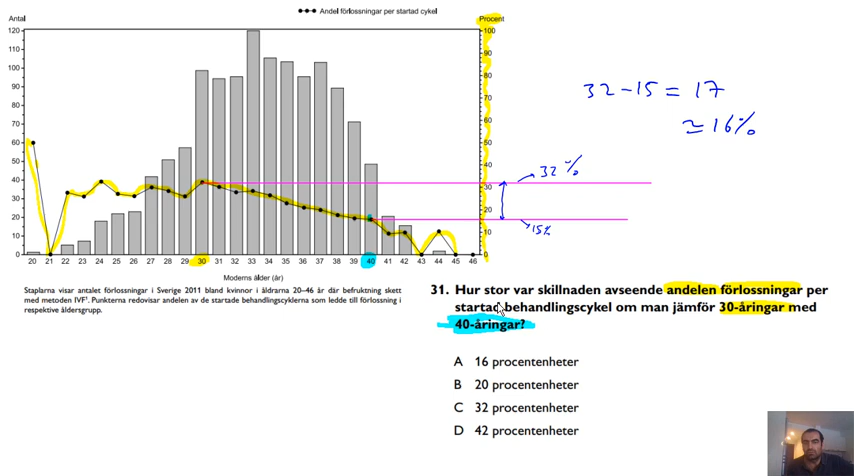 Andel förlossningar per startad cykel
Antal
Procent
120
110
100
90
80
70
60
50
40
30
20
10
0
100
90
80
70
60
50
40
30
20
10
0
20 21 22 23 24 25 26 27 28 29 30 31 32 33 34 35 36 37 38 39 40 41 42 43 44 45 46
Moderns ålder (år)
Staplarna visar antalet förlossningar i Sverige 2011 bland kvinnor i åldrarna 20–46 år där befruktning skett
med metoden IVF¹. Punkterna redovisar andelen av de startade behandlingscyklerna som ledde till förlossning i
respektive åldersgrupp.
32 - 15 = 17
≃ 16%
32 %
15%
31. Hur stor var skillnaden avseende andelen förlossningar per
startad behandlingscykel om man jämför 30-åringar med
40-åringar?
A 16 procentenheter
B 20 procentenheter
C 32 procentenheter
D 42 procentenheter